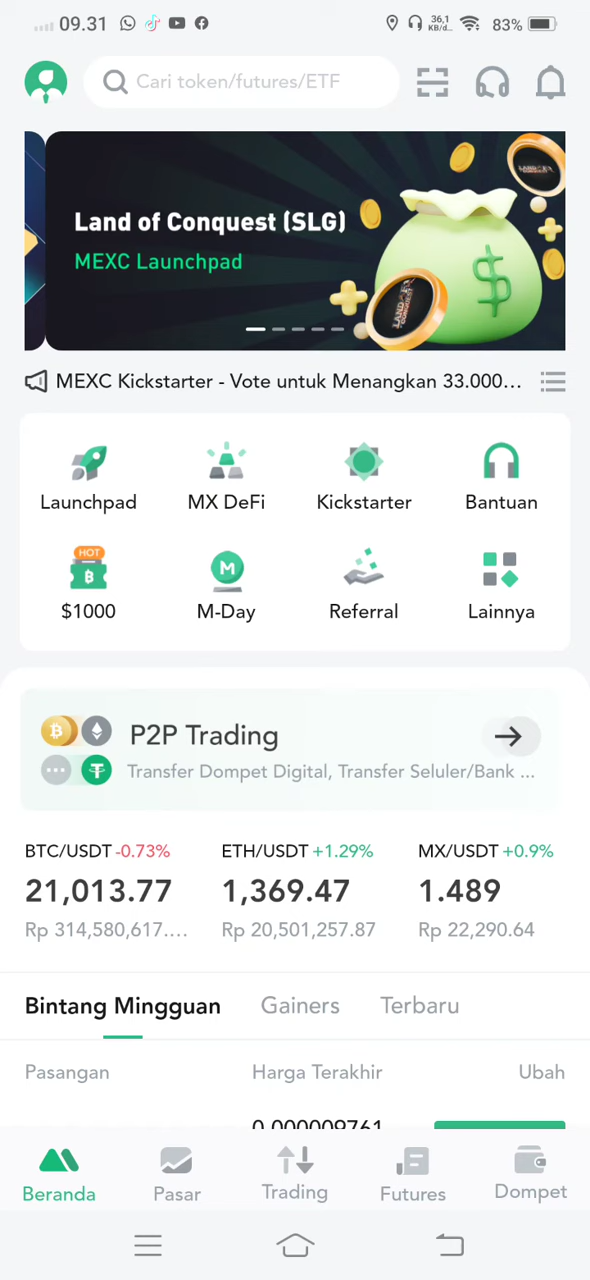 09.31
36,1
KB/d...
83%
Cari token/futures/ETF
Land of Conquest (SLG)
MEXC Launchpad
MEXC Kickstarter - Vote untuk Menangkan 33.000...
Launchpad
MX DeFi
Kickstarter
Bantuan
HOT
$1000
M-Day
Referral
Lainnya
P2P Trading
Transfer Dompet Digital, Transfer Seluler/Bank ...
BTC/USDT -0.73%
21,013.77
Rp 314,580,617....
ETH/USDT +1.29%
1,369.47
Rp 20,501,257.87
MX/USDT +0.9%
1.489
Rp 22,290.64
Bintang Mingguan
Gainers
Terbaru
Pasangan
Harga Terakhir
Ubah
0.000009761
Beranda
Pasar
Trading
Futures
Dompet